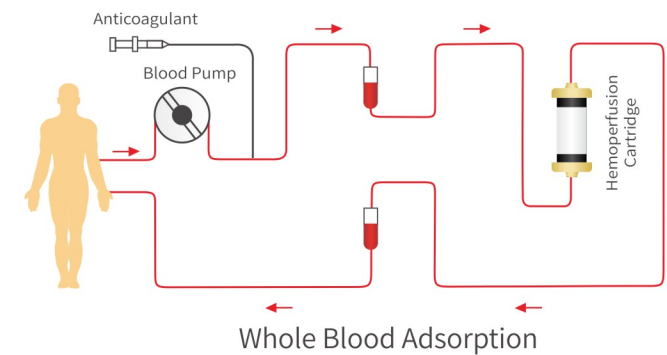 Anticoagulant
Blood Pump
Hemoperfusion
Cartridge
Whole Blood Adsorption